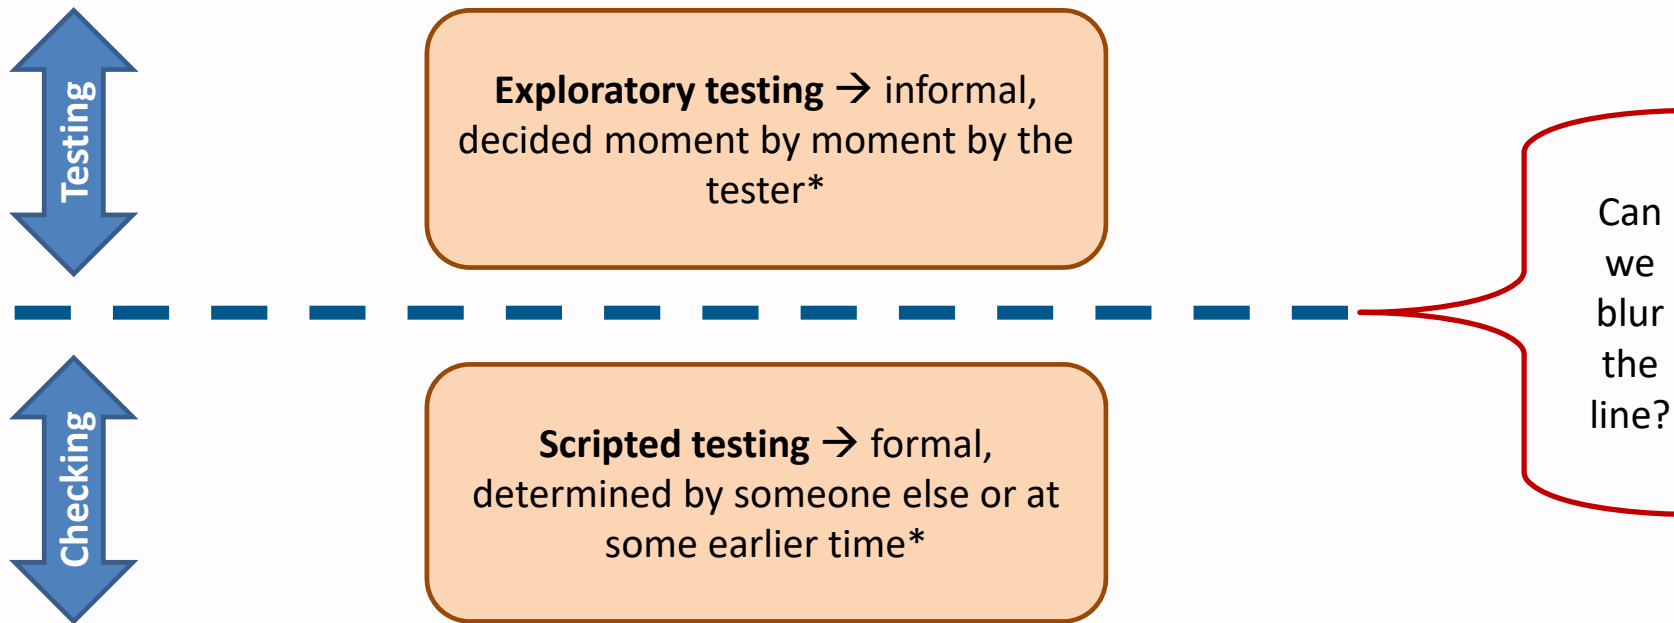 Testing
Exploratory testing → informal,
decided moment by moment by the
tester*
Can
we
blur
the
line?
Checking
Scripted testing → formal,
determined by someone else or at
some earlier time*